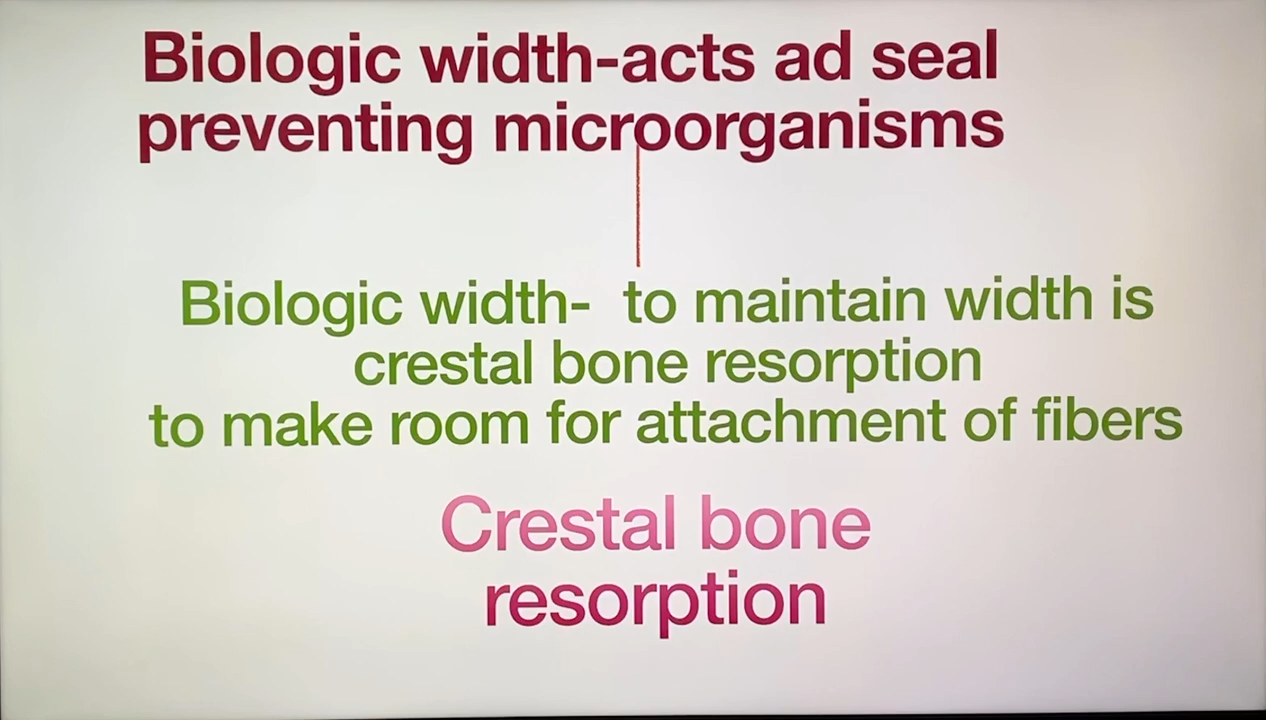 Biologic width-acts ad seal
preventing microorganisms
Biologic width-  to maintain width is
crestal bone resorption
to make room for attachment of fibers
Crestal bone
resorption